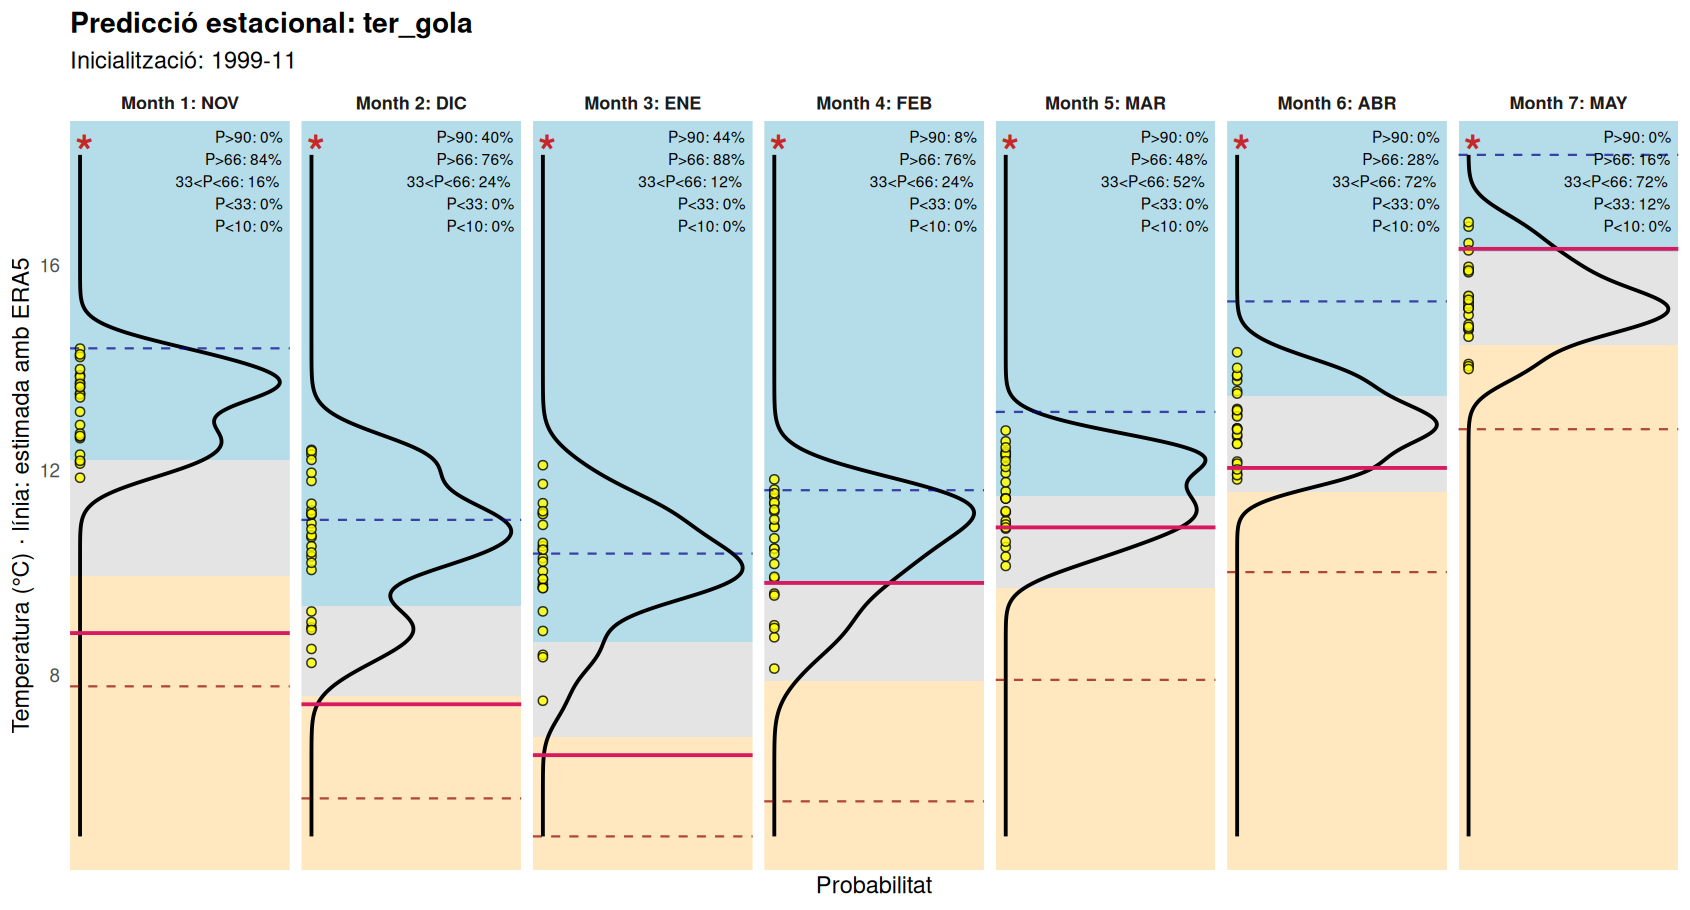 Predicció estacional: ter_gola
Inicialització: 1999-11
Month 1: NOV
Month 2: DIC
Month 3: ENE
Month 4: FEB
Month 5: MAR
Month 6: ABR
Month 7: MAY
*
P>90: 0%
P>66: 84%
33<P<66: 16%
P<33: 0%
P<10: 0%
*
P>90: 40%
P>66: 76%
33<P<66: 24%
P<33: 0%
P<10: 0%
*
P>90: 44%
P>66: 88%
33<P<66: 12%
P<33: 0%
P<10: 0%
*
P>90: 8%
P>66: 76%
33<P<66: 24%
P<33: 0%
P<10: 0%
*
P>90: 0%
P>66: 48%
33<P<66: 52%
P<33: 0%
P<10: 0%
*
P>90: 0%
P>66: 28%
33<P<66: 72%
P<33: 0%
P<10: 0%
*
P>90: 0%
P>66: 16%
33<P<66: 72%
P<33: 12%
P<10: 0%
16
12
8
Temperatura (°C) · línia: estimada amb ERA5
Probabilitat